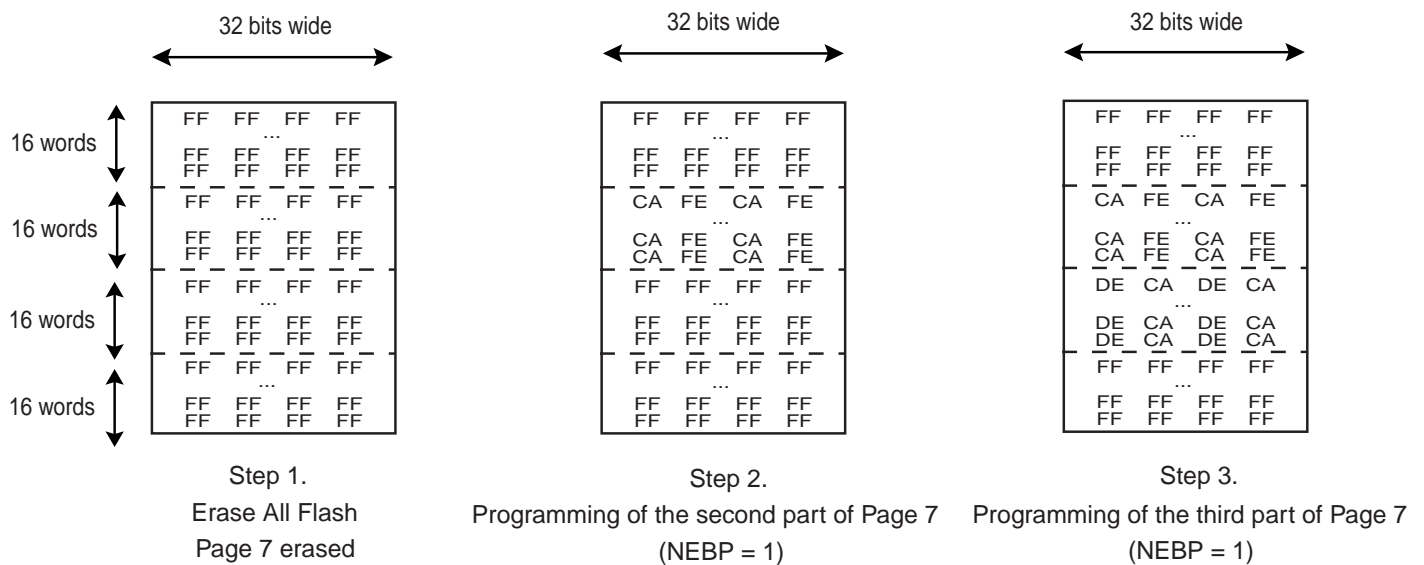 32 bits wide 32 bits wide 32 bits wide
16 words FF FF FF FF FF FF FF FF FF FF FF FF
... ... ...
FF FF FF FF FF FF FF FF FF FF FF FF
FF FF FF FF FF FF FF FF FF FF FF FF
16 words FF FF FF FF CA FE CA FE CA FE CA FE
... ... ...
FF FF FF FF CA FE CA FE CA FE CA FE
FF FF FF FF CA FE CA FE CA FE CA FE
16 words FF FF FF FF FF FF FF FF DE CA DE CA
... ... ...
FF FF FF FF FF FF FF FF DE CA DE CA
FF FF FF FF FF FF FF FF DE CA DE CA
16 words FF FF FF FF FF FF FF FF FF FF FF FF
... ... ...
FF FF FF FF FF FF FF FF FF FF FF FF
FF FF FF FF FF FF FF FF FF FF FF FF
Step 1. Step 2. Step 3.
Erase All Flash Programming of the second part of Page 7 Programming of the third part of Page 7
Page 7 erased (NEBP = 1) (NEBP = 1)